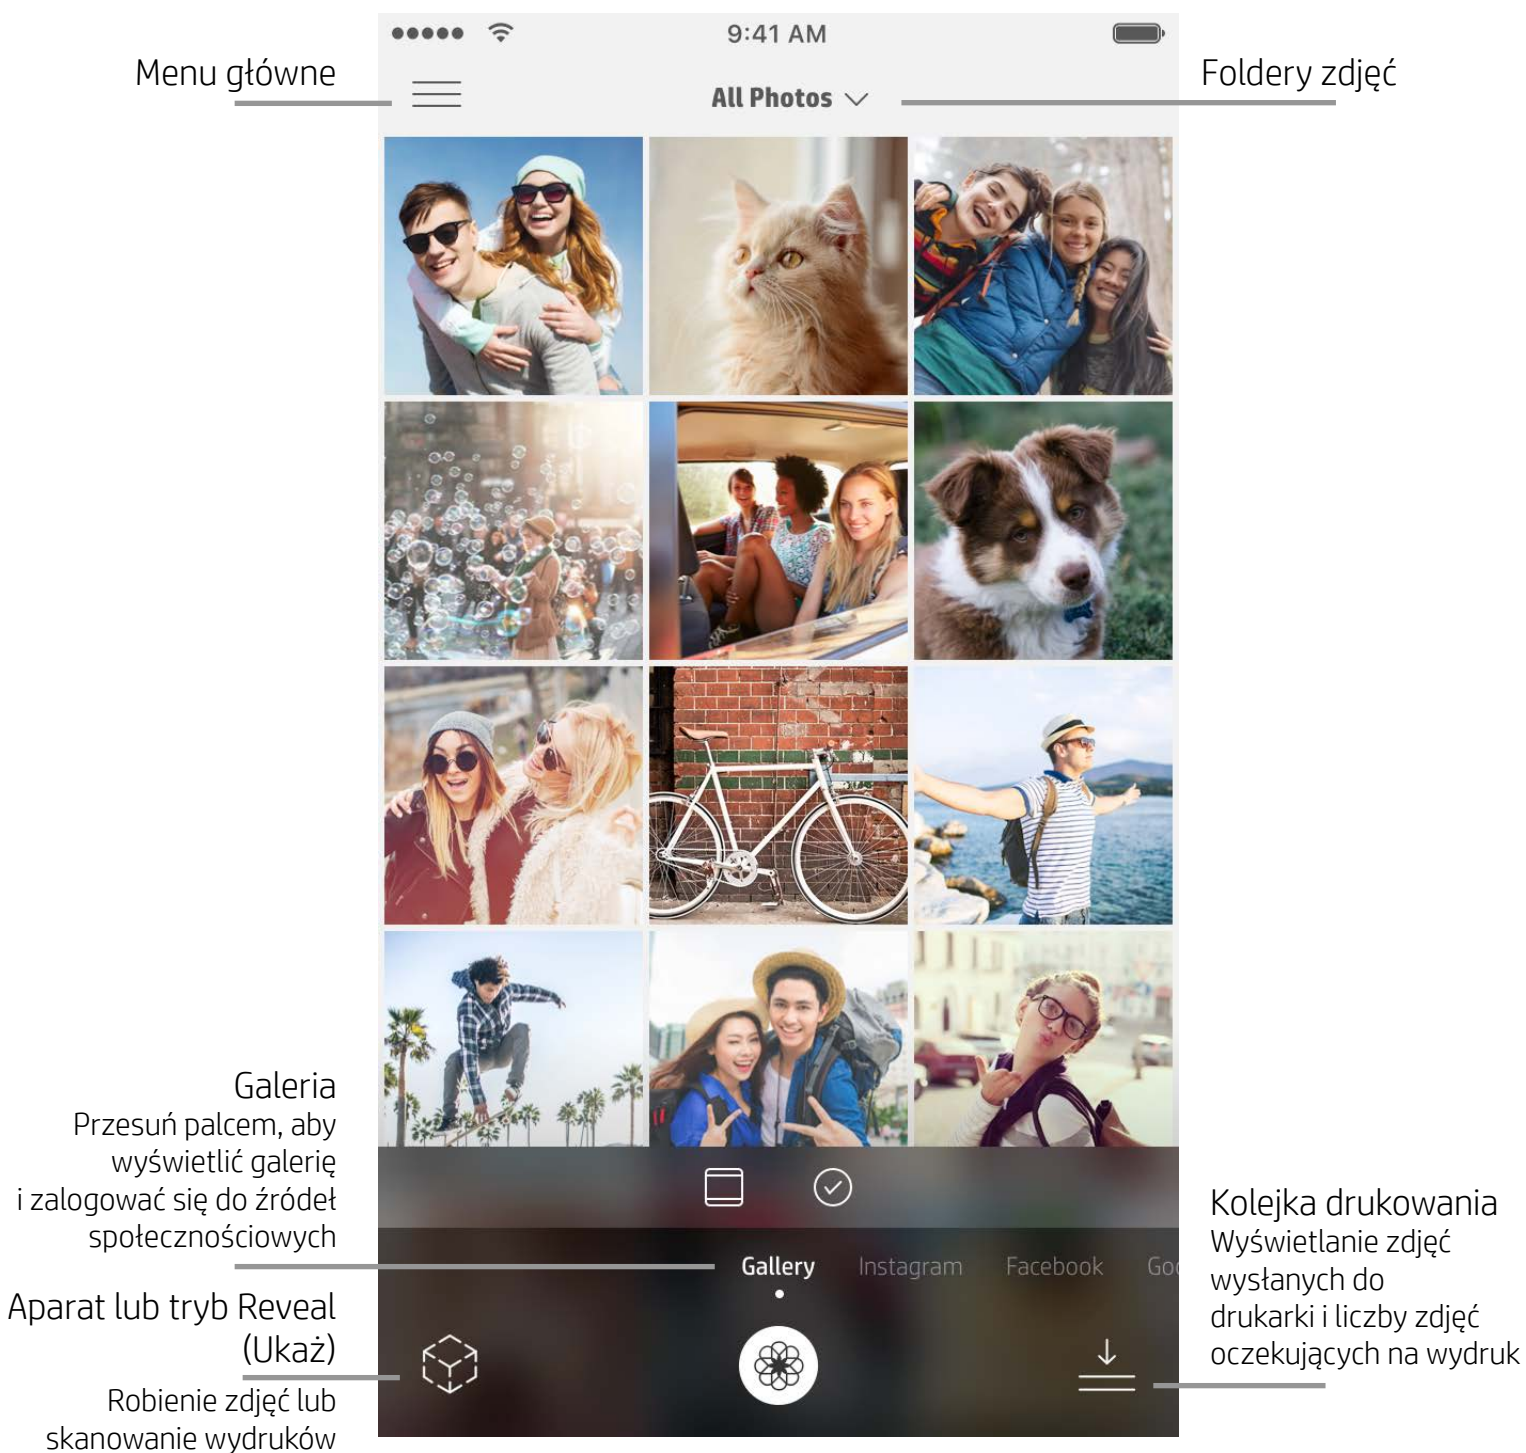 9:41 AM
Menu główne
All Photos
Foldery zdjęć
Galeria
Przesuń palcem, aby
wyświetlić galerię
i zalogować się do źródeł
społecznościowych
Gallery Instagram Facebook Goo
Aparat lub tryb Reveal
(Ukaż)
Robienie zdjęć lub
skanowanie wydruków
Kolejka drukowania
Wyświetlanie zdjęć
wysłanych do
drukarki i liczby zdjęć
oczekujących na wydruk